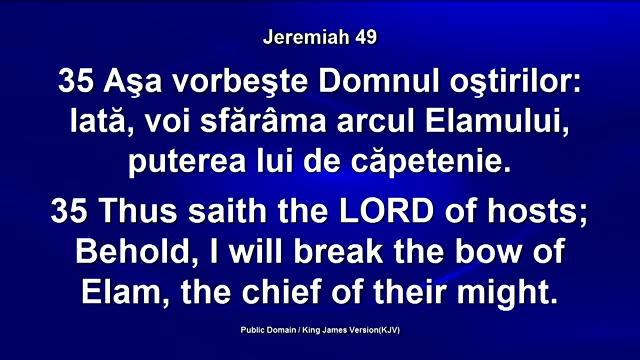 Jeremiah 49
35 Aşa vorbeşte Domnul oştirilor:
Iată, voi sfărâma arcul Elamului,
puterea lui de căpetenie.
35 Thus saith the LORD of hosts;
Behold, I will break the bow of
Elam, the chief of their might.
Public Domain / King James Version(KJV)